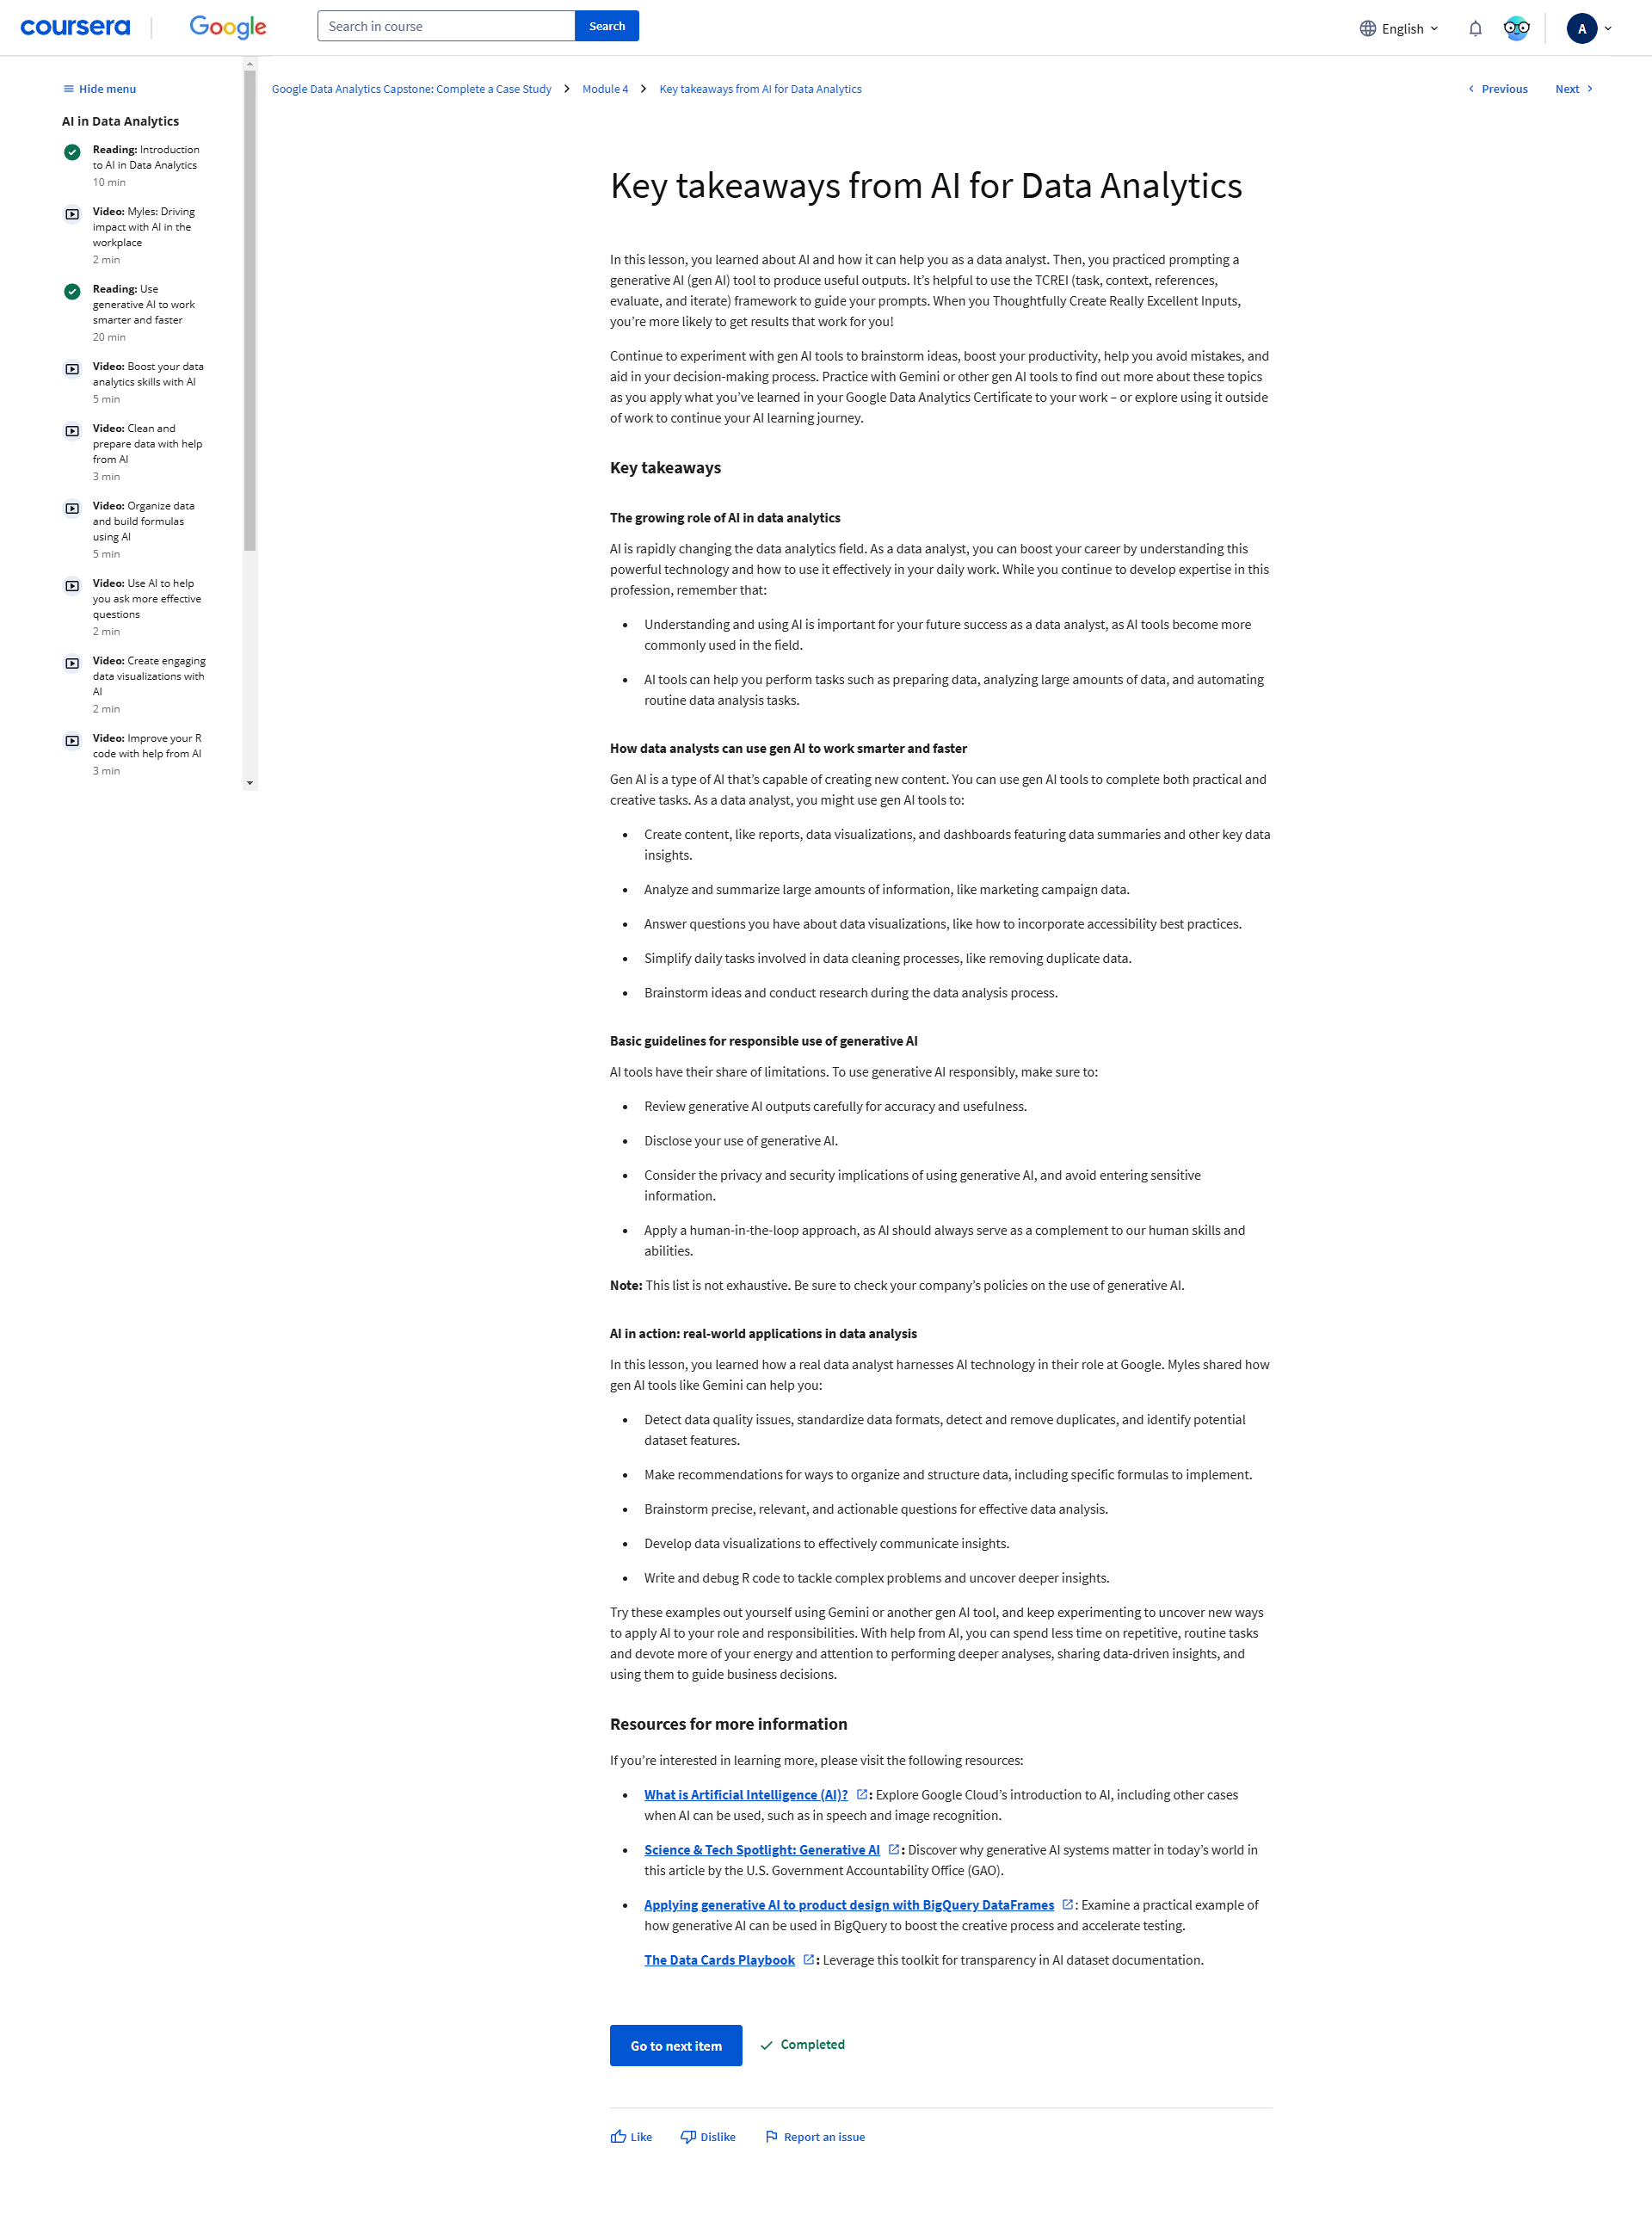 coursera
Google
Search in course
Search
English
A
Hide menu
Google Data Analytics Capstone: Complete a Case Study
Module 4
Key takeaways from AI for Data Analytics
Previous
Next
AI in Data Analytics
Reading: Introduction
to AI in Data Analytics
10 min
Video: Myles: Driving
impact with AI in the
workplace
2 min
Reading: Use
generative AI to work
smarter and faster
20 min
Video: Boost your data
analytics skills with AI
5 min
Video: Clean and
prepare data with help
from AI
3 min
Video: Organize data
and build formulas
using AI
5 min
Video: Use AI to help
you ask more effective
questions
2 min
Video: Create engaging
data visualizations with
AI
2 min
Video: Improve your R
code with help from AI
3 min
Key takeaways from AI for Data Analytics
In this lesson, you learned about AI and how it can help you as a data analyst. Then, you practiced prompting a
generative AI (gen AI) tool to produce useful outputs. It’s helpful to use the TCREI (task, context, references,
evaluate, and iterate) framework to guide your prompts. When you Thoughtfully Create Really Excellent Inputs,
you’re more likely to get results that work for you!
Continue to experiment with gen AI tools to brainstorm ideas, boost your productivity, help you avoid mistakes, and
aid in your decision-making process. Practice with Gemini or other gen AI tools to find out more about these topics
as you apply what you’ve learned in your Google Data Analytics Certificate to your work – or explore using it outside
of work to continue your AI learning journey.
Key takeaways
The growing role of AI in data analytics
AI is rapidly changing the data analytics field. As a data analyst, you can boost your career by understanding this
powerful technology and how to use it effectively in your daily work. While you continue to develop expertise in this
profession, remember that:
• Understanding and using AI is important for your future success as a data analyst, as AI tools become more
commonly used in the field.
• AI tools can help you perform tasks such as preparing data, analyzing large amounts of data, and automating
routine data analysis tasks.
How data analysts can use gen AI to work smarter and faster
Gen AI is a type of AI that’s capable of creating new content. You can use gen AI tools to complete both practical and
creative tasks. As a data analyst, you might use gen AI tools to:
• Create content, like reports, data visualizations, and dashboards featuring data summaries and other key data
insights.
• Analyze and summarize large amounts of information, like marketing campaign data.
• Answer questions you have about data visualizations, like how to incorporate accessibility best practices.
• Simplify daily tasks involved in data cleaning processes, like removing duplicate data.
• Brainstorm ideas and conduct research during the data analysis process.
Basic guidelines for responsible use of generative AI
AI tools have their share of limitations. To use generative AI responsibly, make sure to:
• Review generative AI outputs carefully for accuracy and usefulness.
• Disclose your use of generative AI.
• Consider the privacy and security implications of using generative AI, and avoid entering sensitive
information.
• Apply a human-in-the-loop approach, as AI should always serve as a complement to our human skills and
abilities.
Note: This list is not exhaustive. Be sure to check your company’s policies on the use of generative AI.
AI in action: real-world applications in data analysis
In this lesson, you learned how a real data analyst harnesses AI technology in their role at Google. Myles shared how
gen AI tools like Gemini can help you:
• Detect data quality issues, standardize data formats, detect and remove duplicates, and identify potential
dataset features.
• Make recommendations for ways to organize and structure data, including specific formulas to implement.
• Brainstorm precise, relevant, and actionable questions for effective data analysis.
• Develop data visualizations to effectively communicate insights.
• Write and debug R code to tackle complex problems and uncover deeper insights.
Try these examples out yourself using Gemini or another gen AI tool, and keep experimenting to uncover new ways
to apply AI to your role and responsibilities. With help from AI, you can spend less time on repetitive, routine tasks
and devote more of your energy and attention to performing deeper analyses, sharing data-driven insights, and
using them to guide business decisions.
Resources for more information
If you’re interested in learning more, please visit the following resources:
• What is Artificial Intelligence (AI)? : Explore Google Cloud’s introduction to AI, including other cases
when AI can be used, such as in speech and image recognition.
• Science & Tech Spotlight: Generative AI : Discover why generative AI systems matter in today’s world in
this article by the U.S. Government Accountability Office (GAO).
• Applying generative AI to product design with BigQuery DataFrames : Examine a practical example of
how generative AI can be used in BigQuery to boost the creative process and accelerate testing.
The Data Cards Playbook : Leverage this toolkit for transparency in AI dataset documentation.
Go to next item
Completed
Like
Dislike
Report an issue